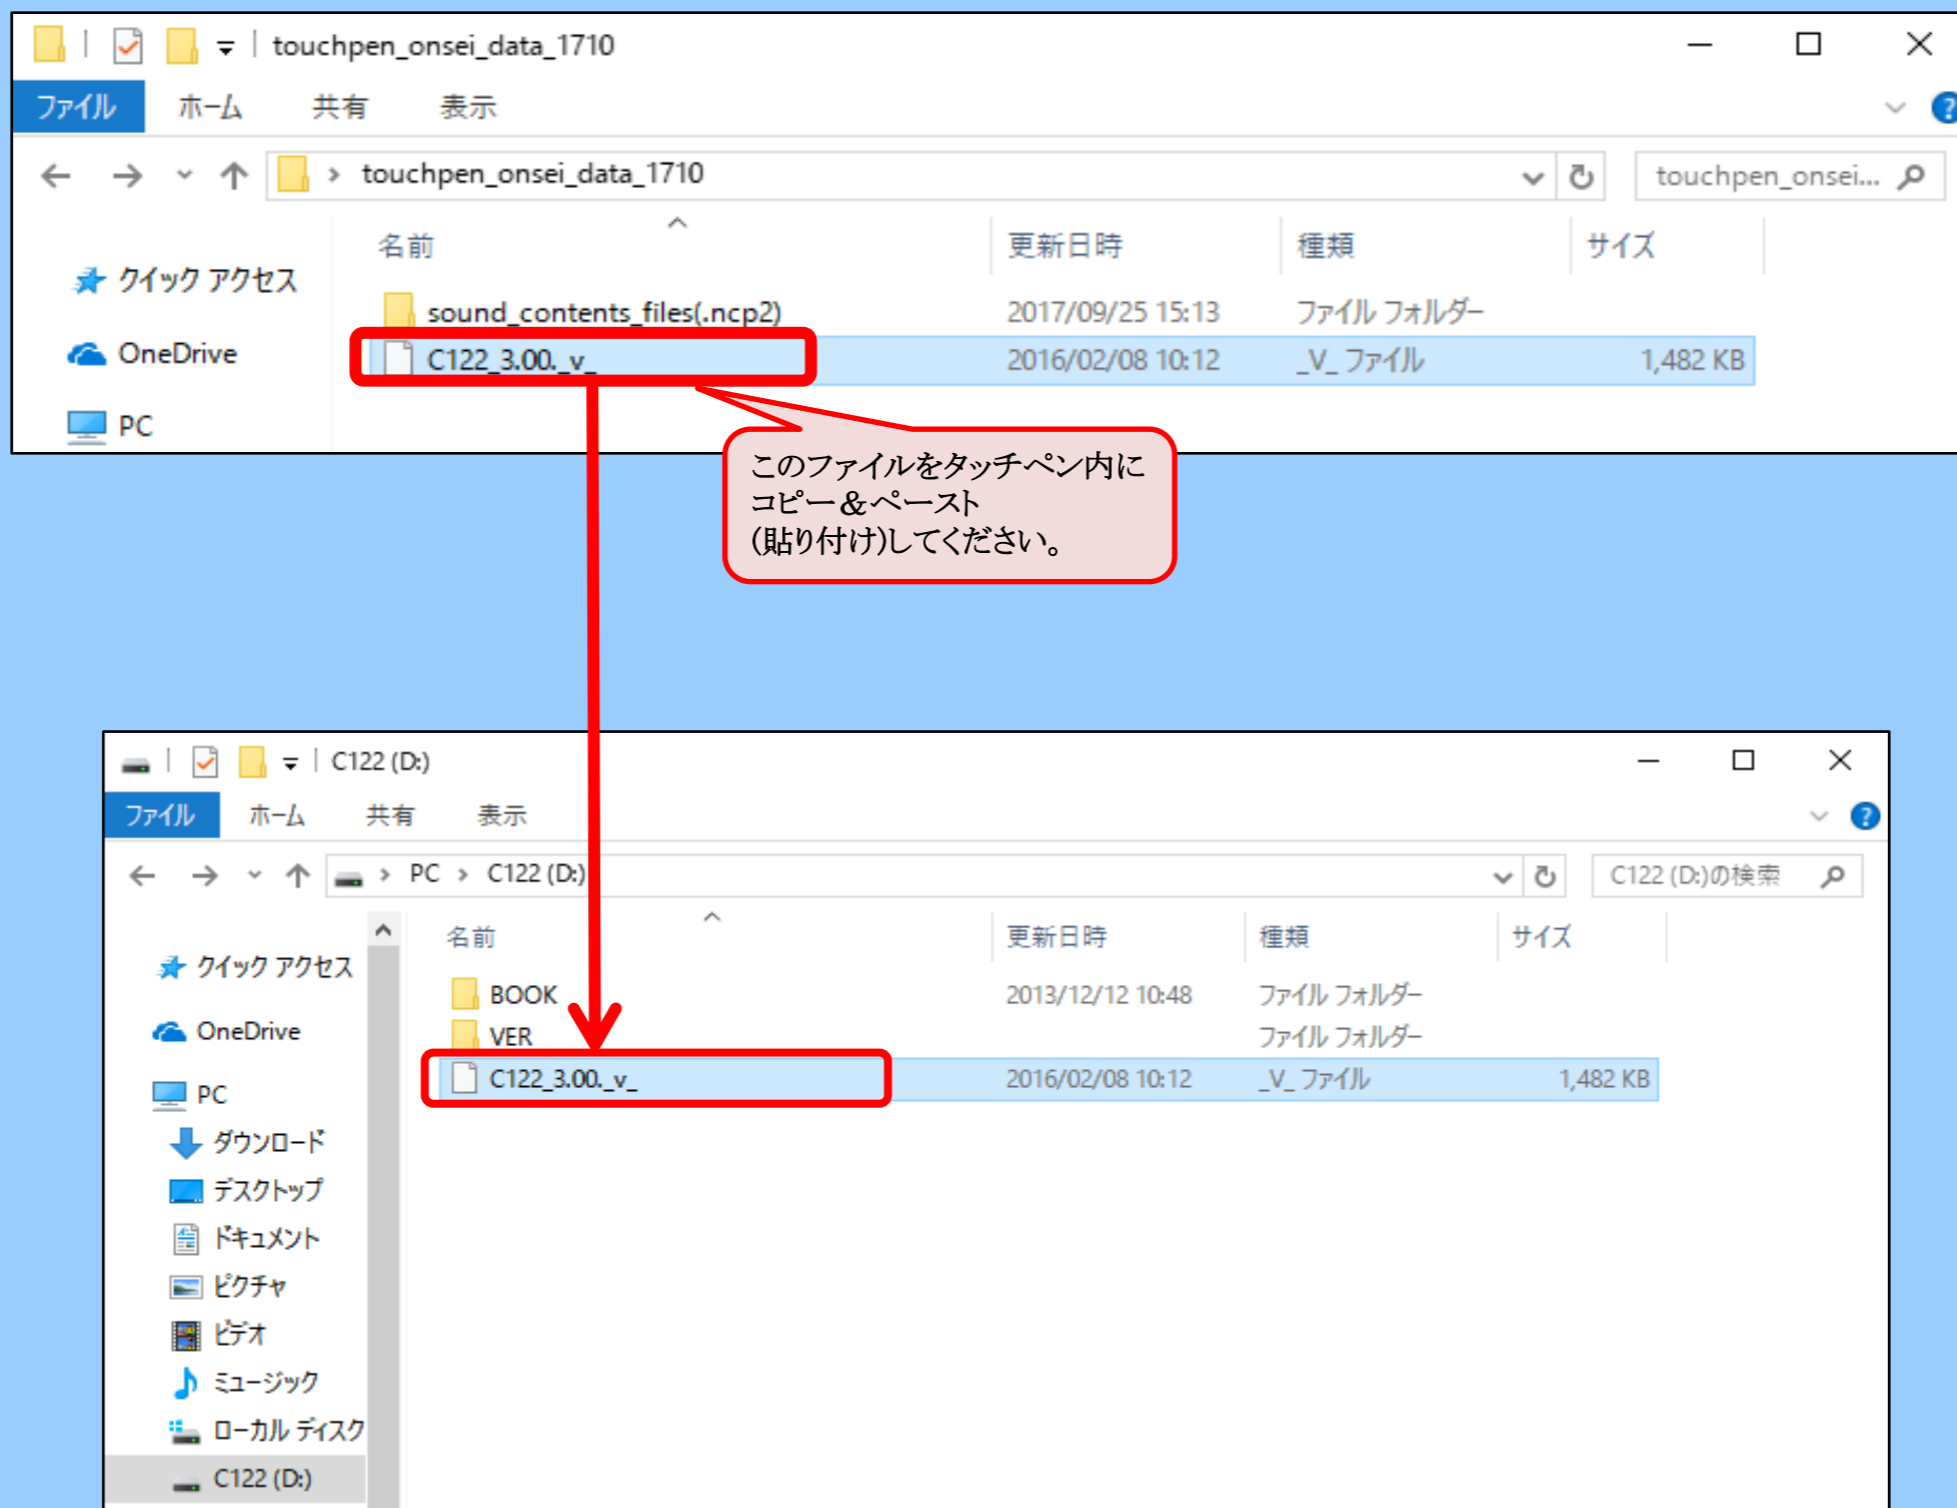 touchpen_onsei_data_1710
ファイル ホーム 共有 表示
touchpen_onsei_data_1710 touchpen_onsei...
名前 更新日時 種類 サイズ
クイック アクセス
sound_contents_files(.ncp2) 2017/09/25 15:13 ファイル フォルダー
OneDrive
C122_3.00._v_ 2016/02/08 10:12 _V_ ファイル 1,482 KB
PC
このファイルをタッチペン内に
コピー&ペースト
(貼り付け)してください。
C122 (D:)
ファイル ホーム 共有 表示
PC > C122 (D:) C122 (D:)の検索
名前 更新日時 種類 サイズ
クイック アクセス
BOOK 2013/12/12 10:48 ファイル フォルダー
OneDrive
VER ファイル フォルダー
C122_3.00._v_ 2016/02/08 10:12 _V_ ファイル 1,482 KB
PC
ダウンロード
デスクトップ
ドキュメント
ピクチャ
ビデオ
ミュージック
ローカル ディスク
C122 (D:)